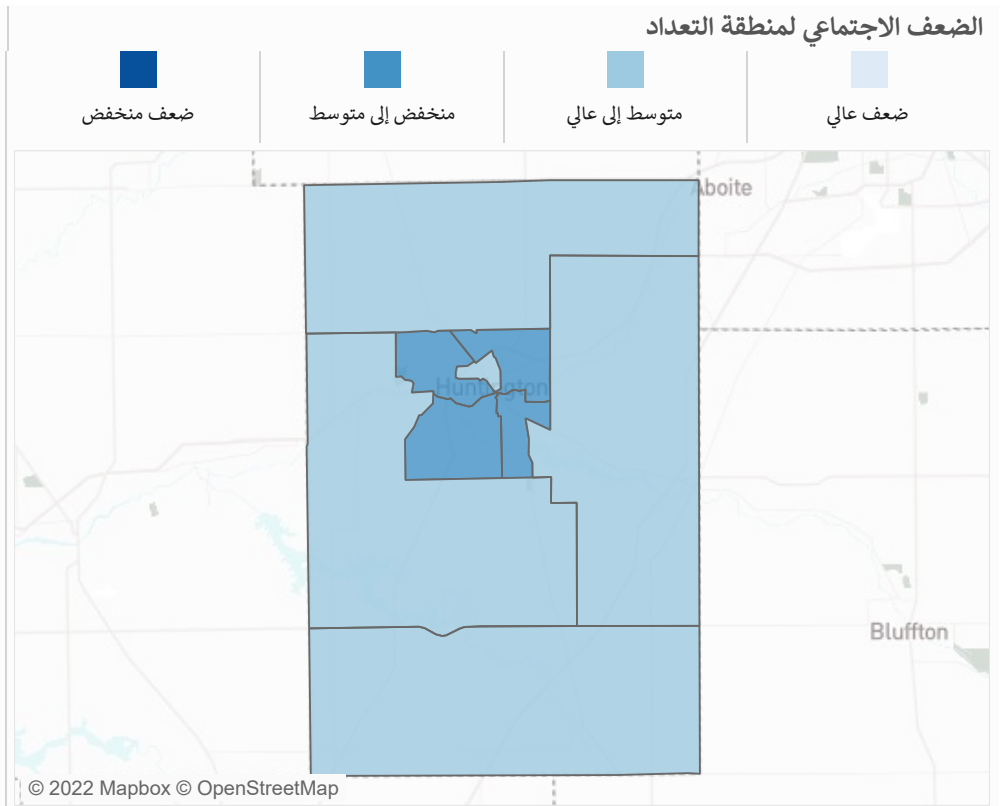 الضعف الاجتماعي لمنطقة التعداد
ضعف عالي
متوسط إلى عالي
منخفض إلى متوسط
ضعف منخفض
Aboite
Huntington
Bluffton
© 2022 Mapbox © OpenStreetMap